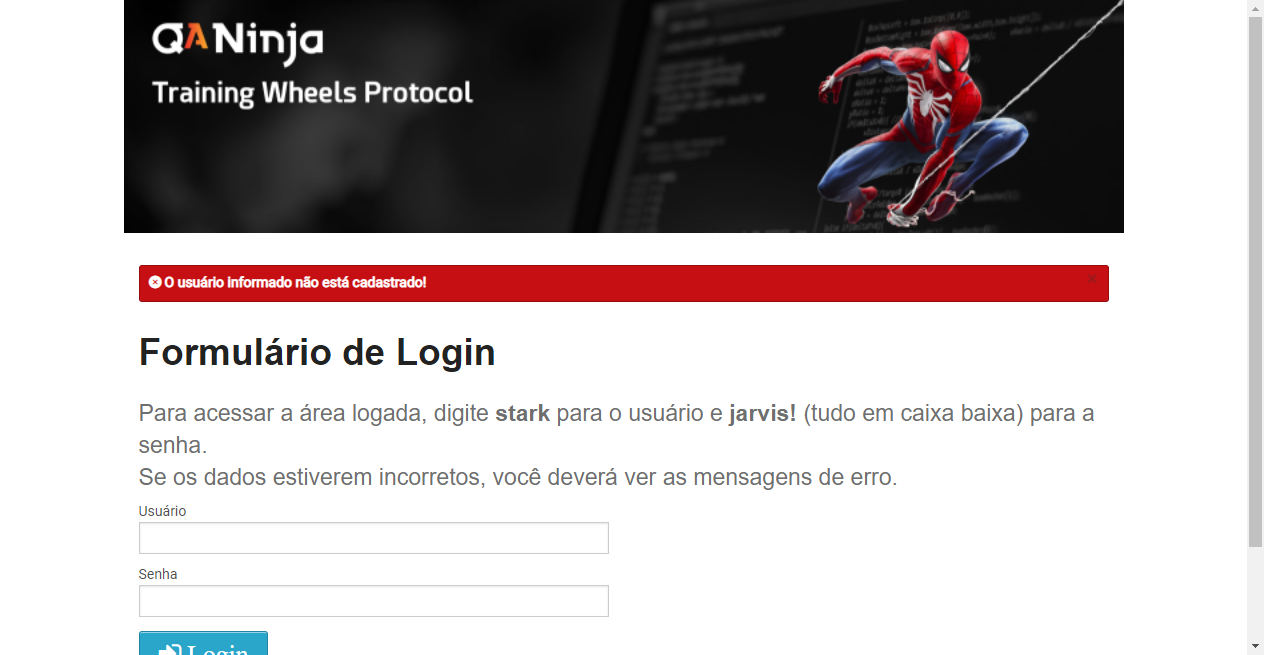 QANinja
Training Wheels Protocol
O usuário informado não está cadastrado!
×
Formulário de Login
Para acessar a área logada, digite stark para o usuário e jarvis! (tudo em caixa baixa) para a
senha.
Se os dados estiverem incorretos, você deverá ver as mensagens de erro.
Usuário
Senha
Login